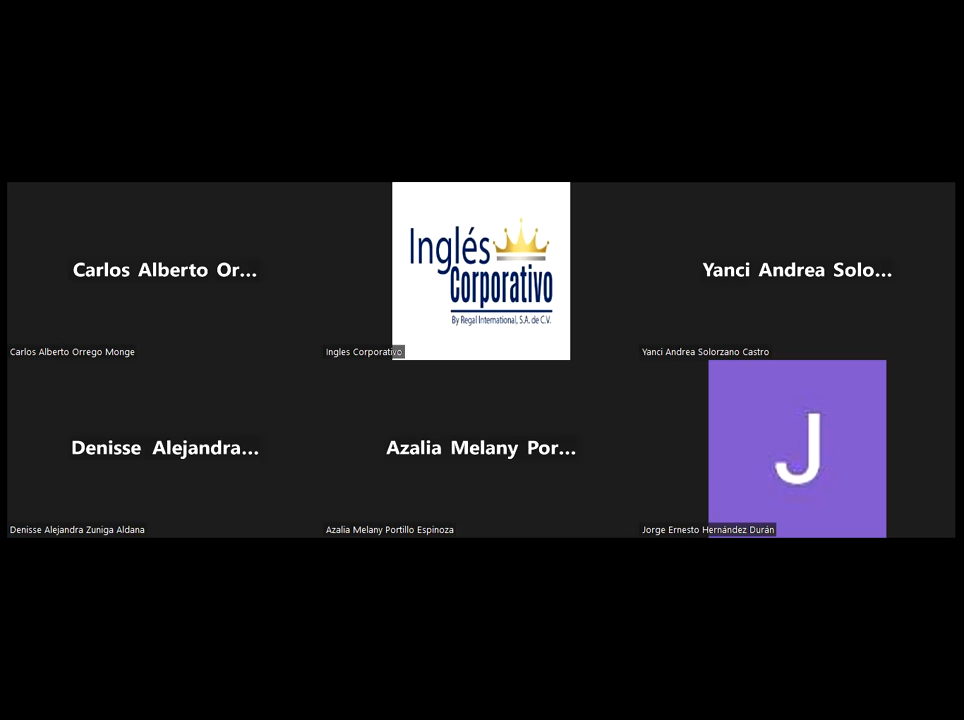 Carlos Alberto Or...
Carlos Alberto Orrego Monge
Inglés
Corporativo
By Regal International, S.A. de C.V.
Ingles Corporativo
Yanci Andrea Solo...
Yanci Andrea Solorzano Castro
Denisse Alejandra...
Denisse Alejandra Zuniga Aldana
Azalia Melany Por...
Azalia Melany Portillo Espinoza
J
Jorge Ernesto Hernández Durán